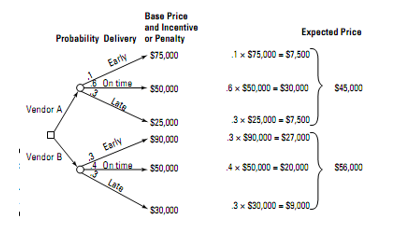 Base Price
and Incentive
Probability Delivery or Penalty
Expected Price
Early
$75,000
.1 x $75,000 = $7,500
.1
.6 On time
$50,000
.6 x $50,000 = $30,000
$45,000
.3
Late
Vendor A
$25,000
.3 x $25,000 = $7,500
$90,000
.3 x $90,000 = $27,000
Early
Vendor B
.3
.4 On time
$50,000
.4 x $50,000 = $20,000
$56,000
.3
Late
$30,000
.3 x $30,000 = $9,000